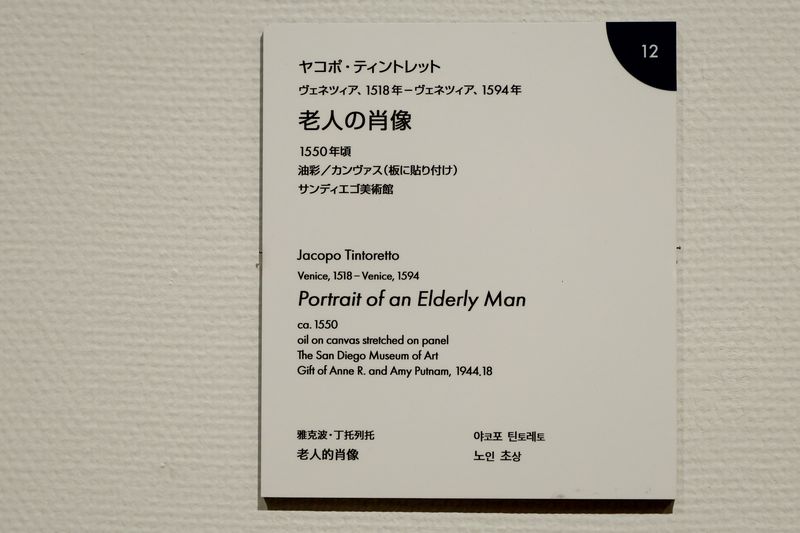 12
ヤコポ・ティントレット
ヴェネツィア、1518年－ヴェネツィア、1594年
老人の肖像
1550年頃
油彩／カンヴァス（板に貼り付け）
サンディエゴ美術館
Jacopo Tintoretto
Venice, 1518 – Venice, 1594
Portrait of an Elderly Man
ca. 1550
oil on canvas stretched on panel
The San Diego Museum of Art
Gift of Anne R. and Amy Putnam, 1944.18
雅克波・丁托列托
老人的肖像
야코포 틴토레토
노인 초상